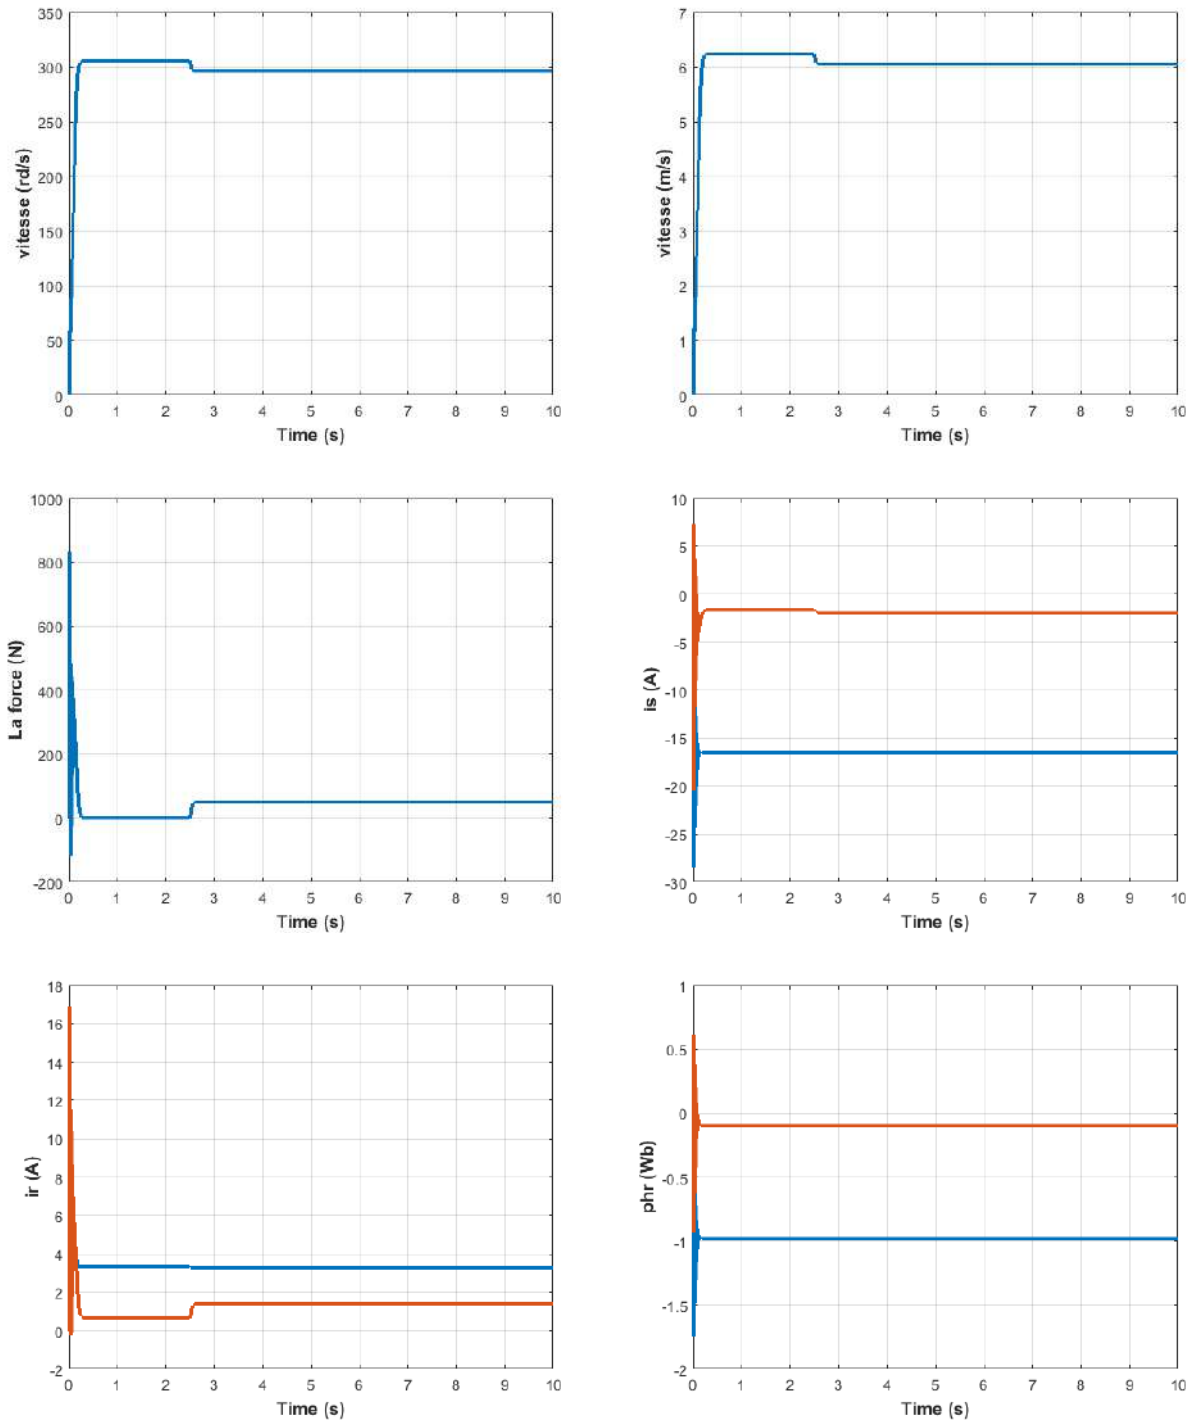 350
300
250
200
150
100
50
0
vitesse (rd/s)
0 1 2 3 4 5 6 7 8 9 10
Time (s)
7
6
5
4
3
2
1
0
vitesse (m/s)
0 1 2 3 4 5 6 7 8 9 10
Time (s)
1000
800
600
400
200
0
-200
La force (N)
0 1 2 3 4 5 6 7 8 9 10
Time (s)
10
5
0
-5
-10
-15
-20
-25
-30
is (A)
0 1 2 3 4 5 6 7 8 9 10
Time (s)
18
16
14
12
10
8
6
4
2
0
-2
ir (A)
0 1 2 3 4 5 6 7 8 9 10
Time (s)
1
0.5
0
-0.5
-1
-1.5
-2
phr (Wb)
0 1 2 3 4 5 6 7 8 9 10
Time (s)